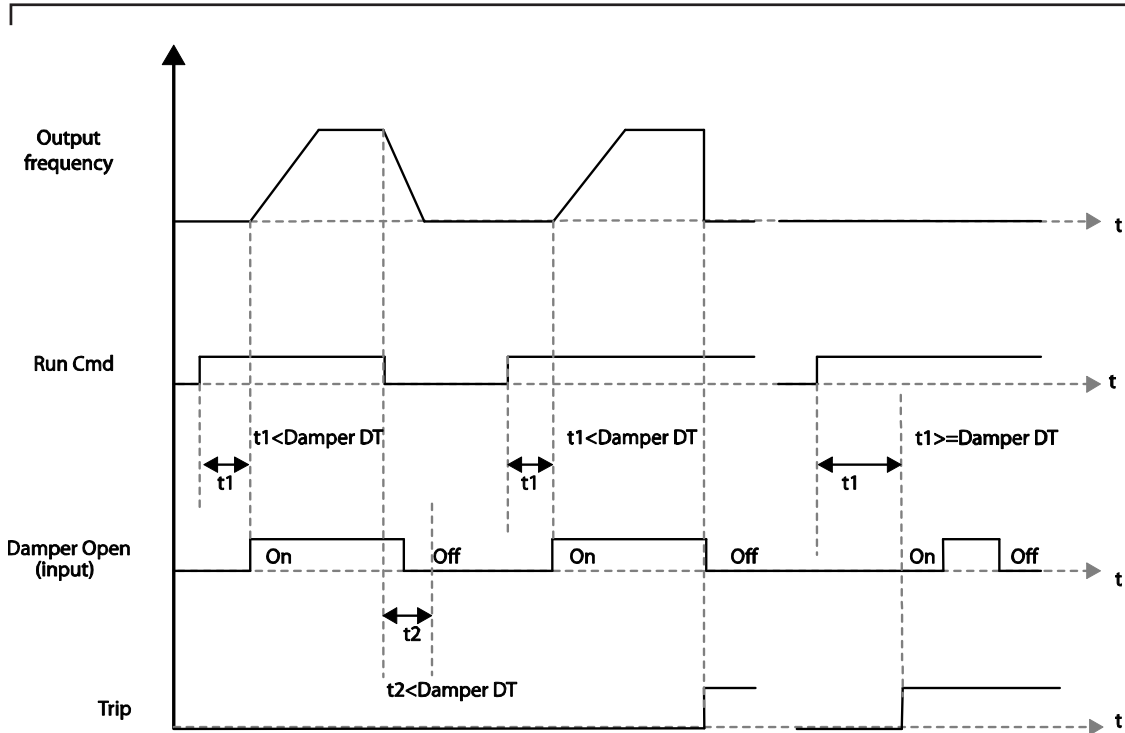 Output
frequency
t
Run Cmd
t
t1<Damper DT
t1<Damper DT
t1>=Damper DT
t1
t1
t1
Damper Open
(input)
On
Off
On
Off
On
Off
t
t2
t2<Damper DT
Trip
t